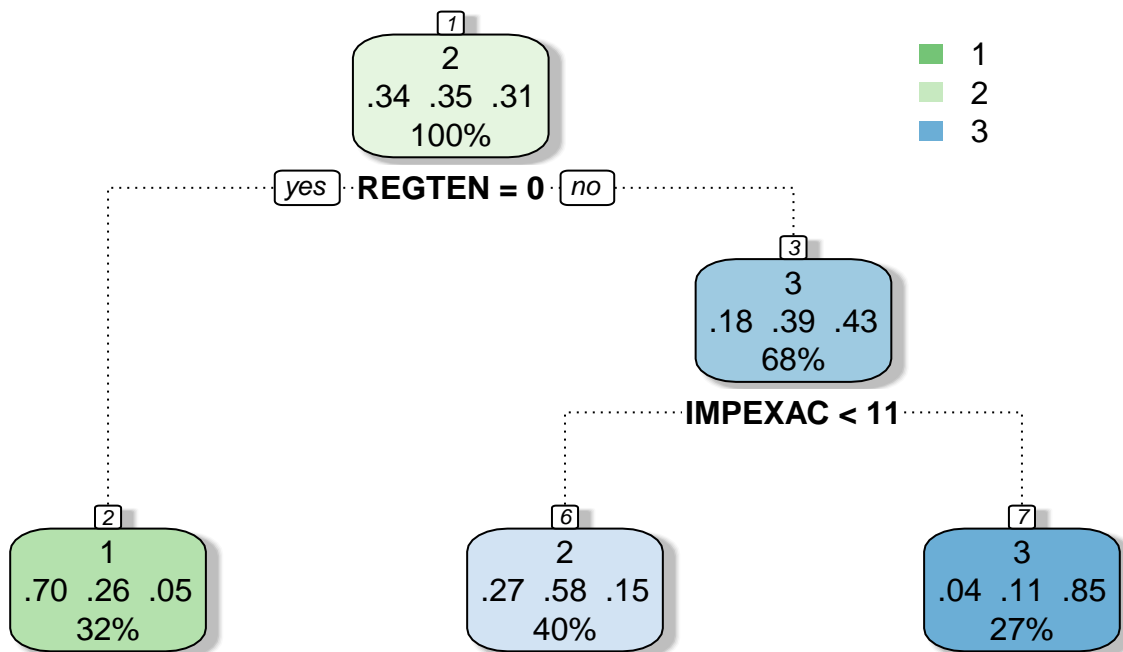 1
2
.34 .35 .31
100%
1
2
3
yes REGTEN = 0 no
3
3
.18 .39 .43
68%
IMPEXAC < 11
2
1
.70 .26 .05
32%
6
2
.27 .58 .15
40%
7
3
.04 .11 .85
27%